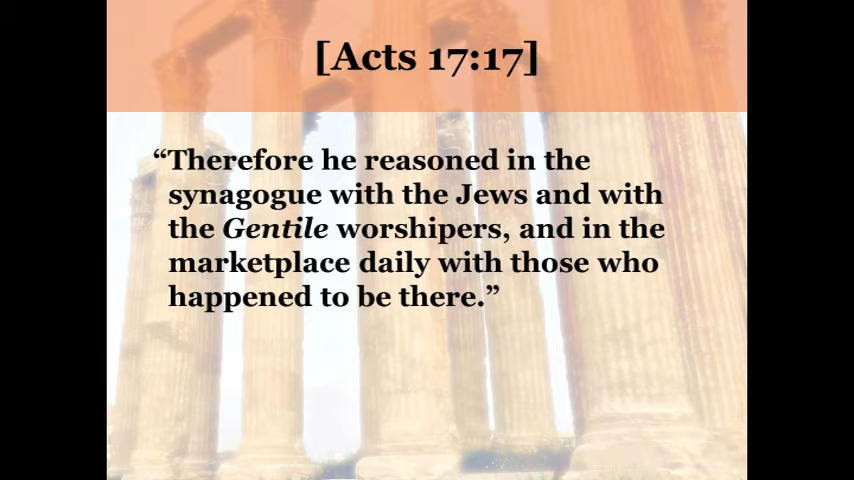 [Acts 17:17]
“Therefore he reasoned in the
synagogue with the Jews and with
the Gentile worshipers, and in the
marketplace daily with those who
happened to be there.”